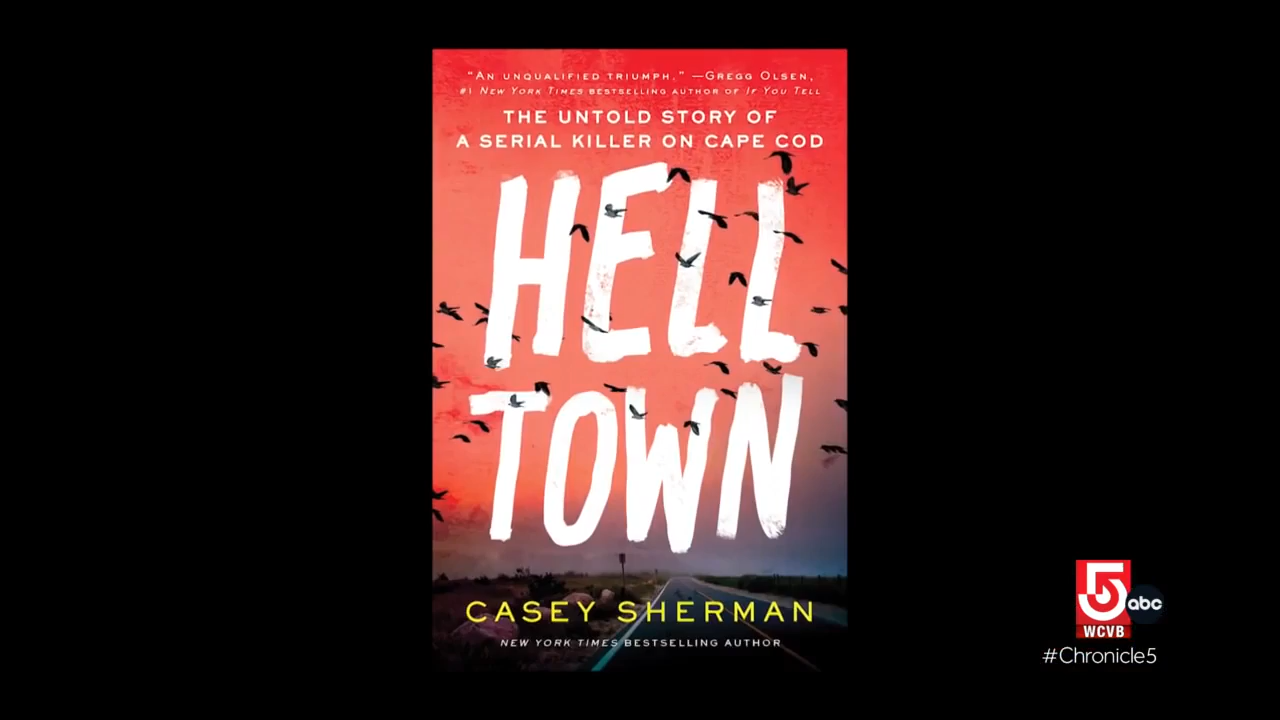 “AN UNQUALIFIED TRIUMPH.” —GREGG OLSEN,
#1 NEW YORK TIMES BESTSELLING AUTHOR OF IF YOU TELL
THE UNTOLD STORY OF
A SERIAL KILLER ON CAPE COD
HELL
TOWN
CASEY SHERMAN
NEW YORK TIMES BESTSELLING AUTHOR
5
abc
WCVB
#Chronicle5